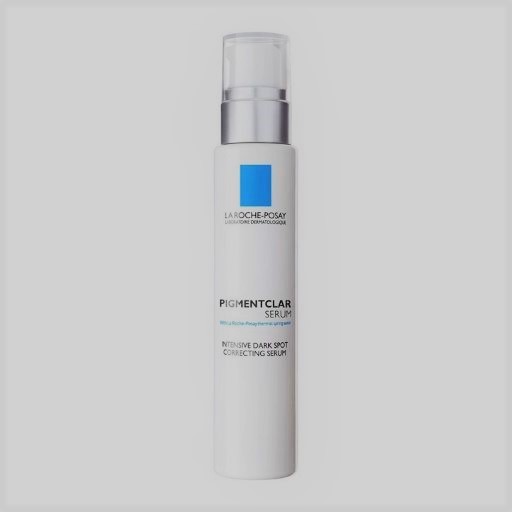 LA ROCHE-POSAY
LABORATOIRE DERMATOLOGIQUE
PIGMENTCLAR
SERUM
INTENSIVE DARK SPOT
CORRECTING SERUM